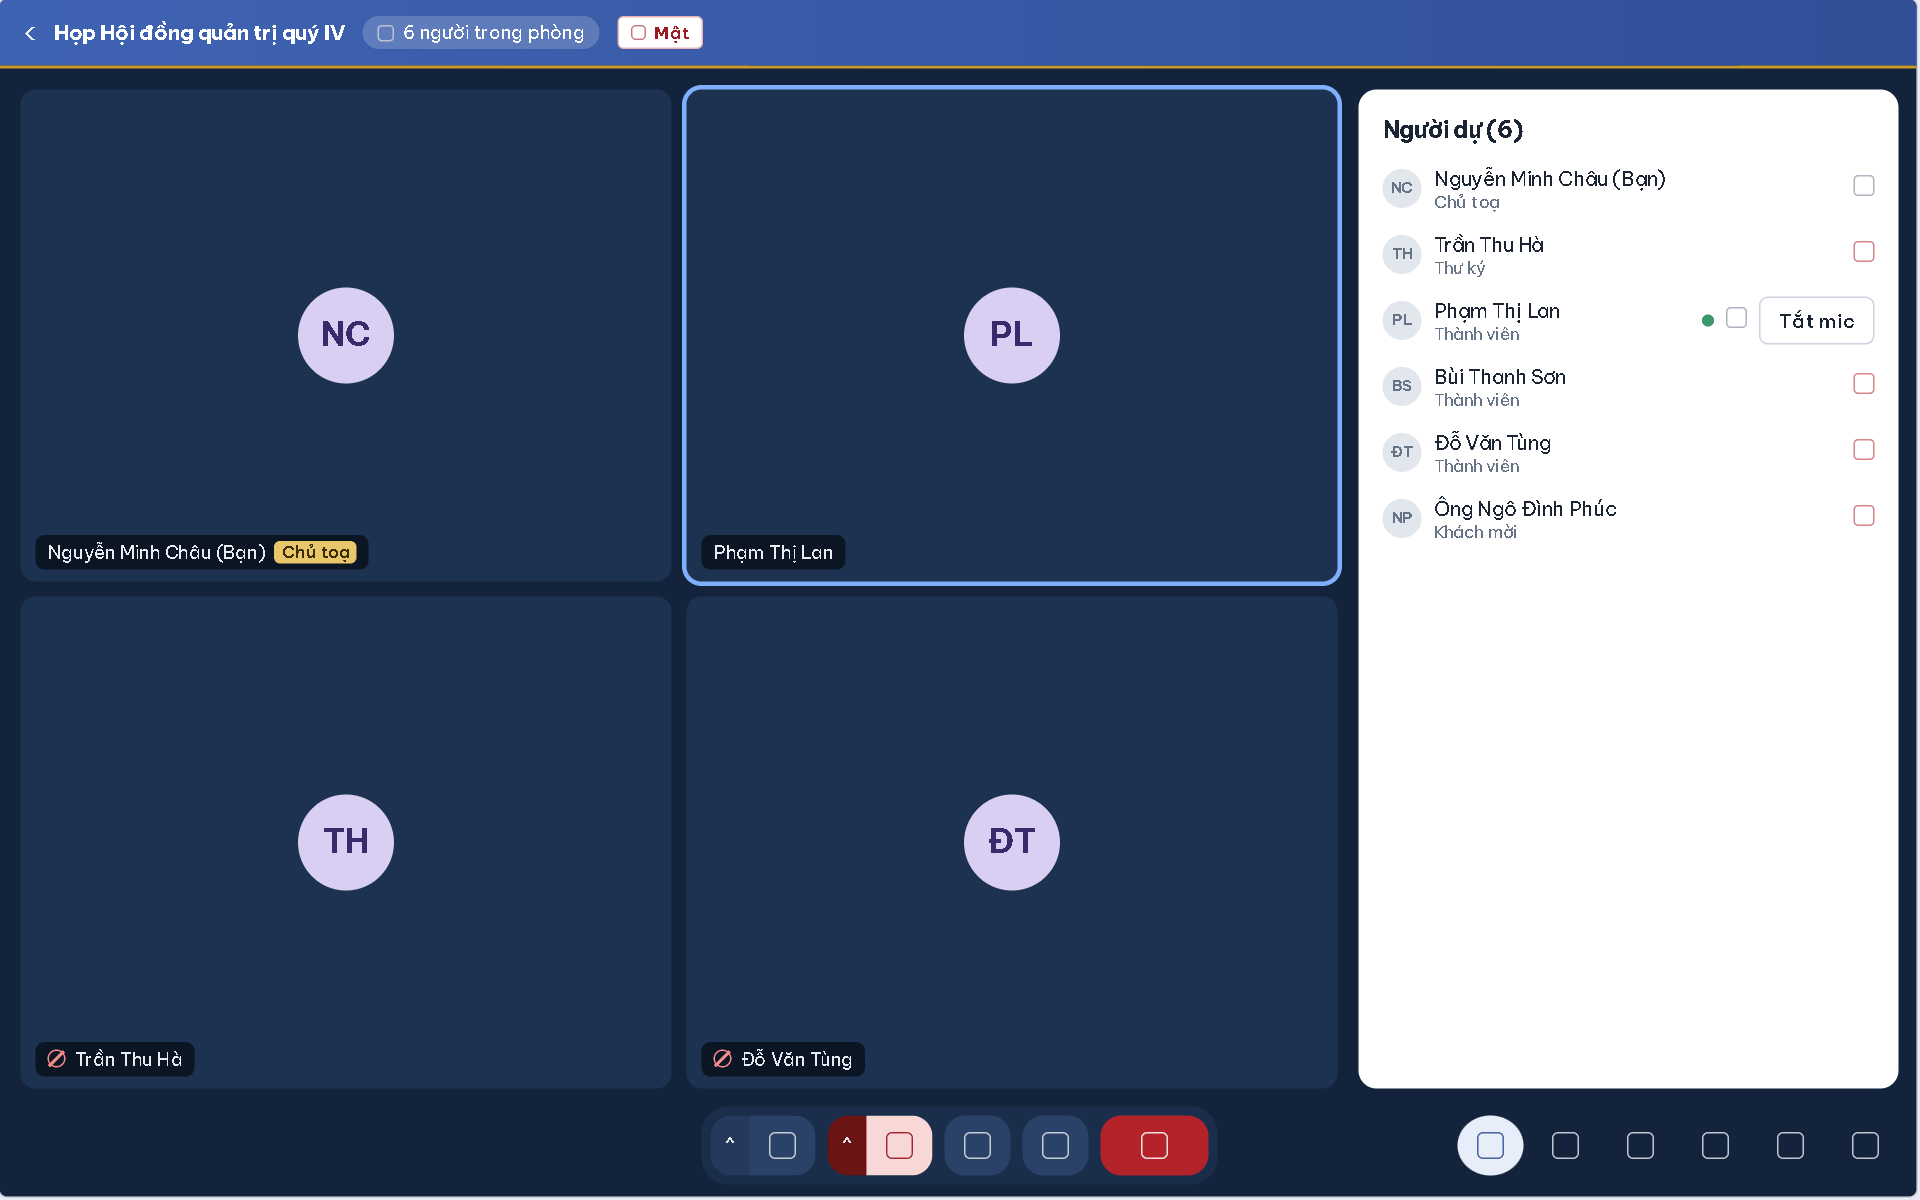 Họp Hội đồng quản trị quý IV
6 người trong phòng
Mật
NC
Nguyễn Minh Châu (Bạn) Chủ toạ
PL
Phạm Thị Lan
TH
Trần Thu Hà
ĐT
Đỗ Văn Tùng
Người dự (6)
NC
Nguyễn Minh Châu (Bạn)
Chủ toạ
TH
Trần Thu Hà
Thư ký
PL
Phạm Thị Lan
Thành viên
Tắt mic
BS
Bùi Thanh Sơn
Thành viên
ĐT
Đỗ Văn Tùng
Thành viên
NP
Ông Ngô Đình Phúc
Khách mời